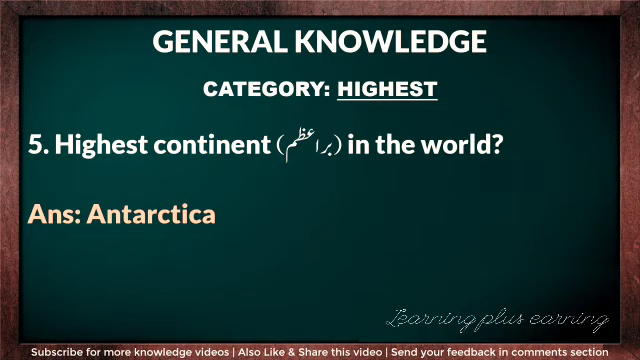 GENERAL KNOWLEDGE
CATEGORY: HIGHEST
5. Highest continent (براعظم) in the world?
Ans: Antarctica
Learning plus earning
Subscribe for more knowledge videos | Also Like & Share this video | Send your feedback in comments section